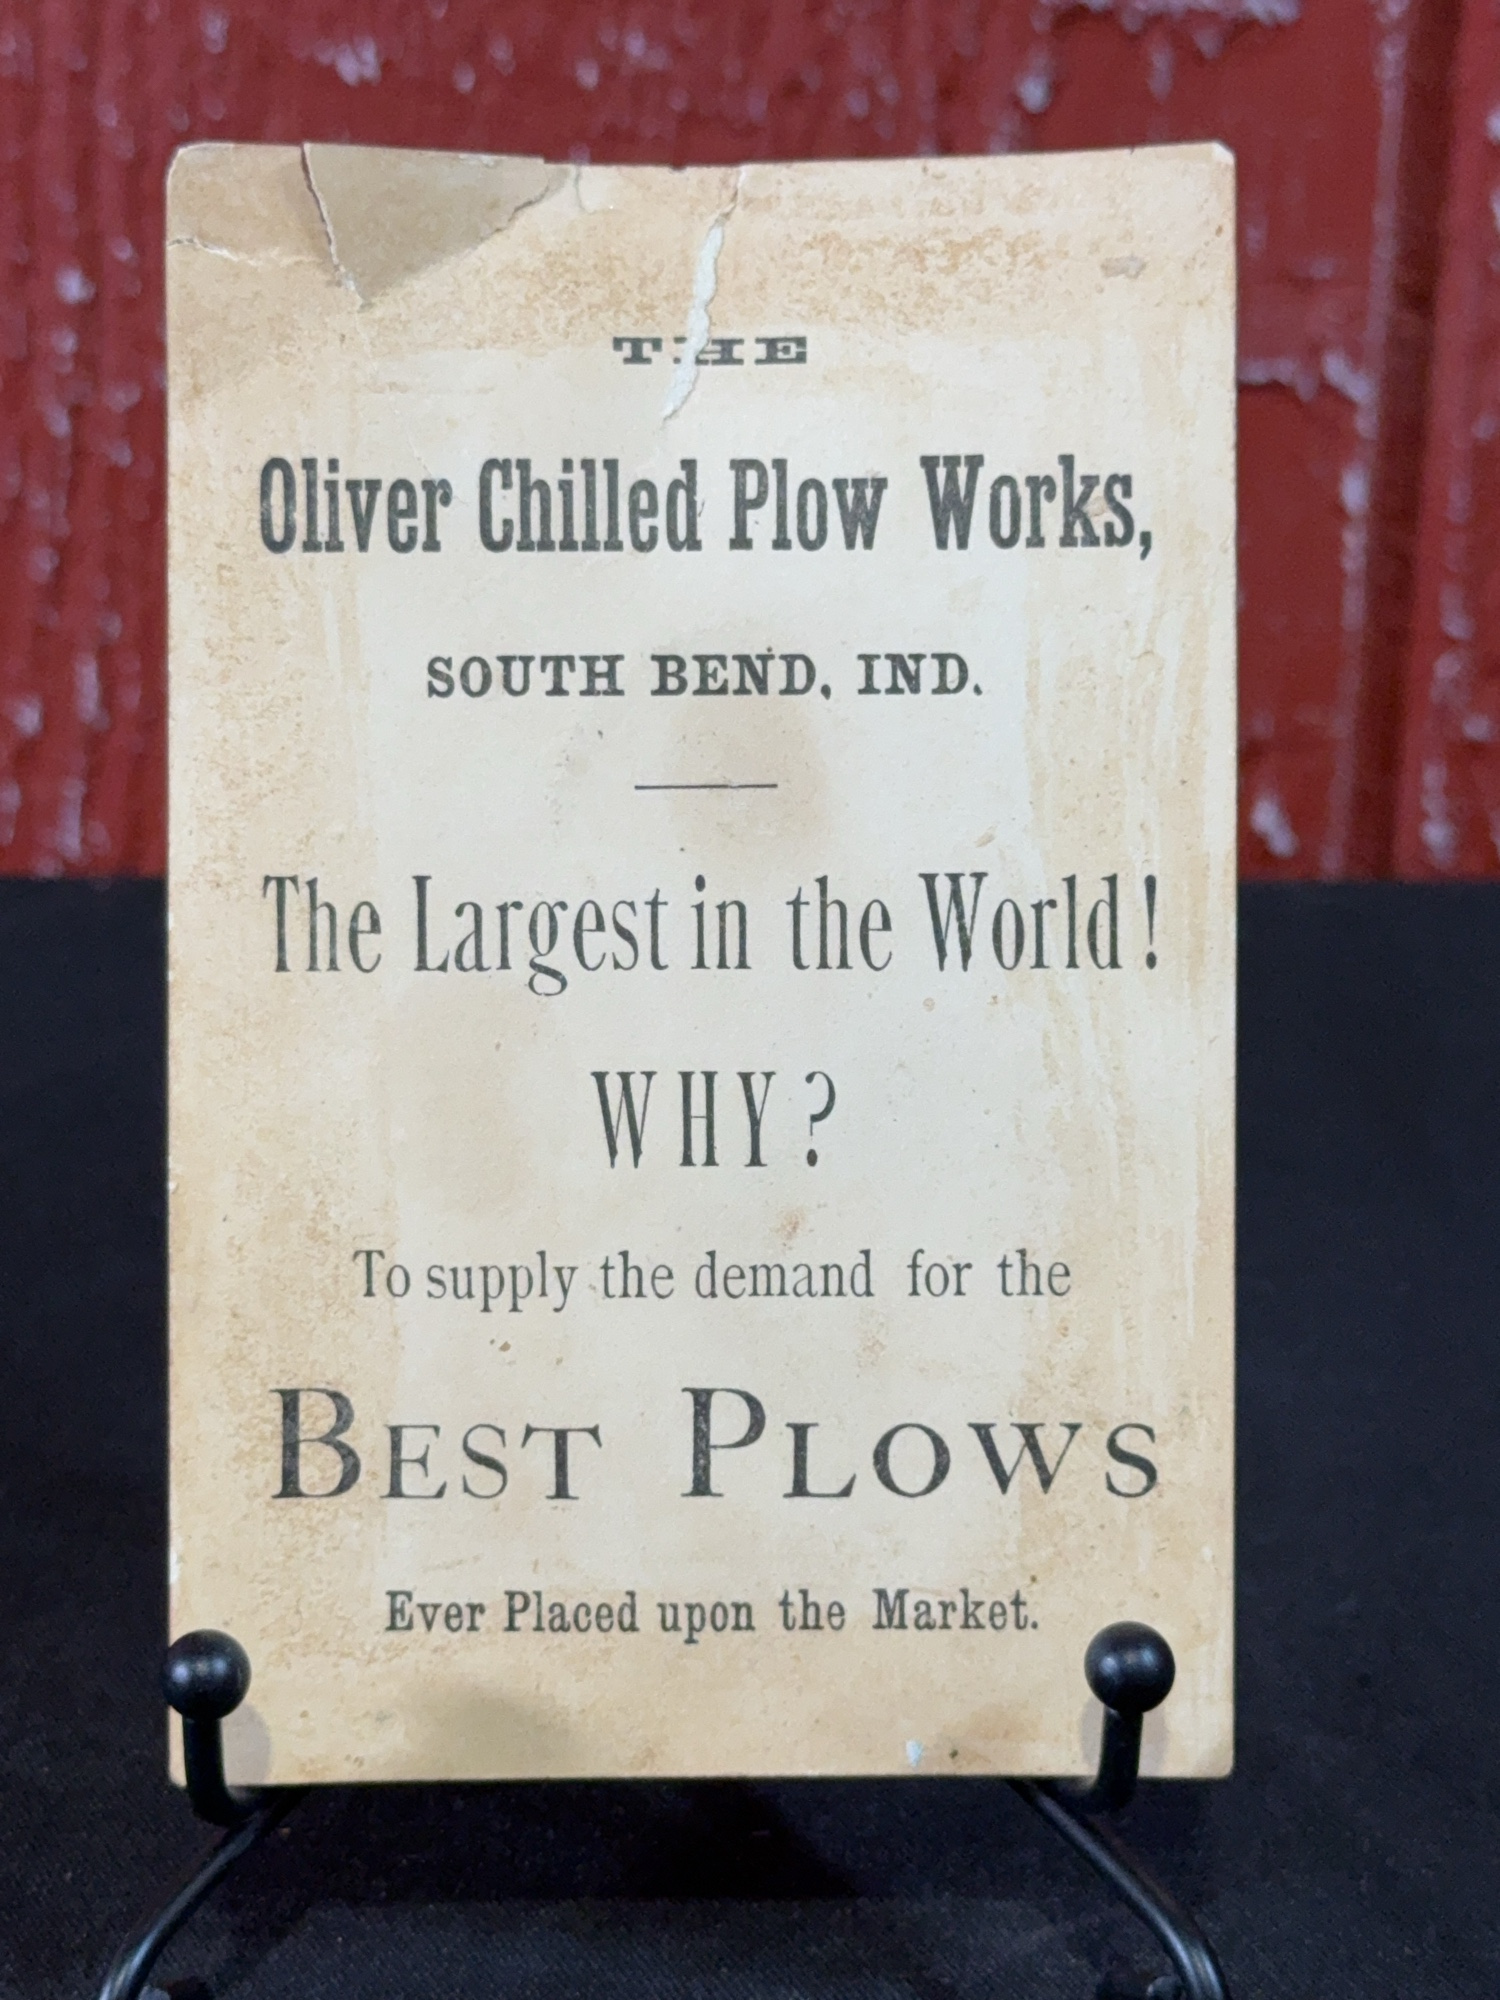 THE
Oliver Chilled Plow Works,
SOUTH BEND, IND.
The Largest in the World!
WHY?
To supply the demand for the
BEST PLOWS
Ever Placed upon the Market.